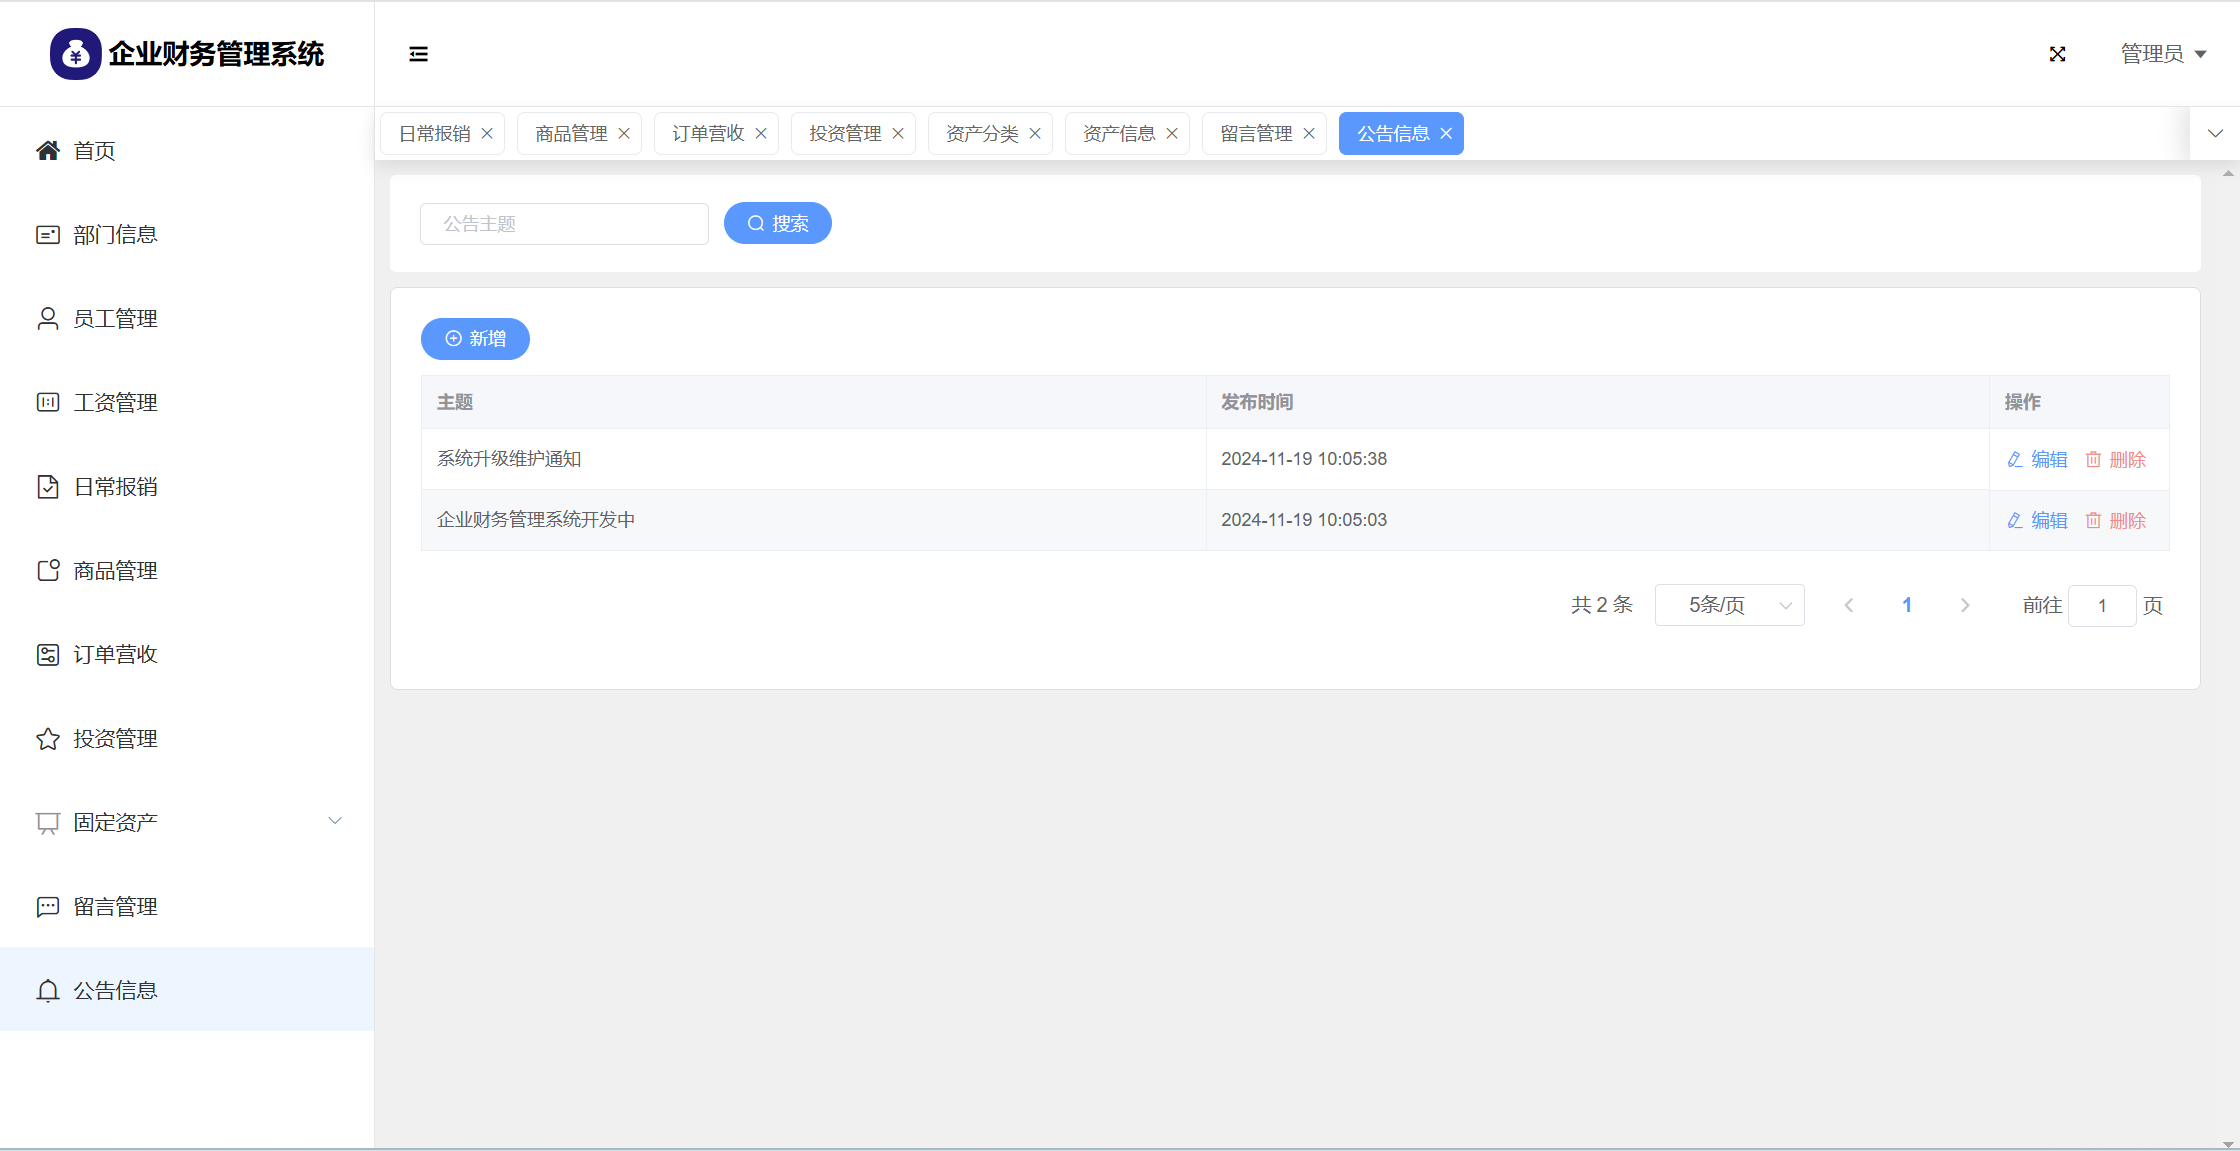 企业财务管理系统
管理员
首页
部门信息
员工管理
工资管理
日常报销
商品管理
订单营收
投资管理
固定资产
留言管理
公告信息
日常报销 商品管理 订单营收 投资管理 资产分类 资产信息 留言管理 公告信息
公告主题 搜索
新增
主题 发布时间 操作
系统升级维护通知 2024-11-19 10:05:38 编辑 删除
企业财务管理系统开发中 2024-11-19 10:05:03 编辑 删除
共 2 条 5条/页 1 前往 1 页